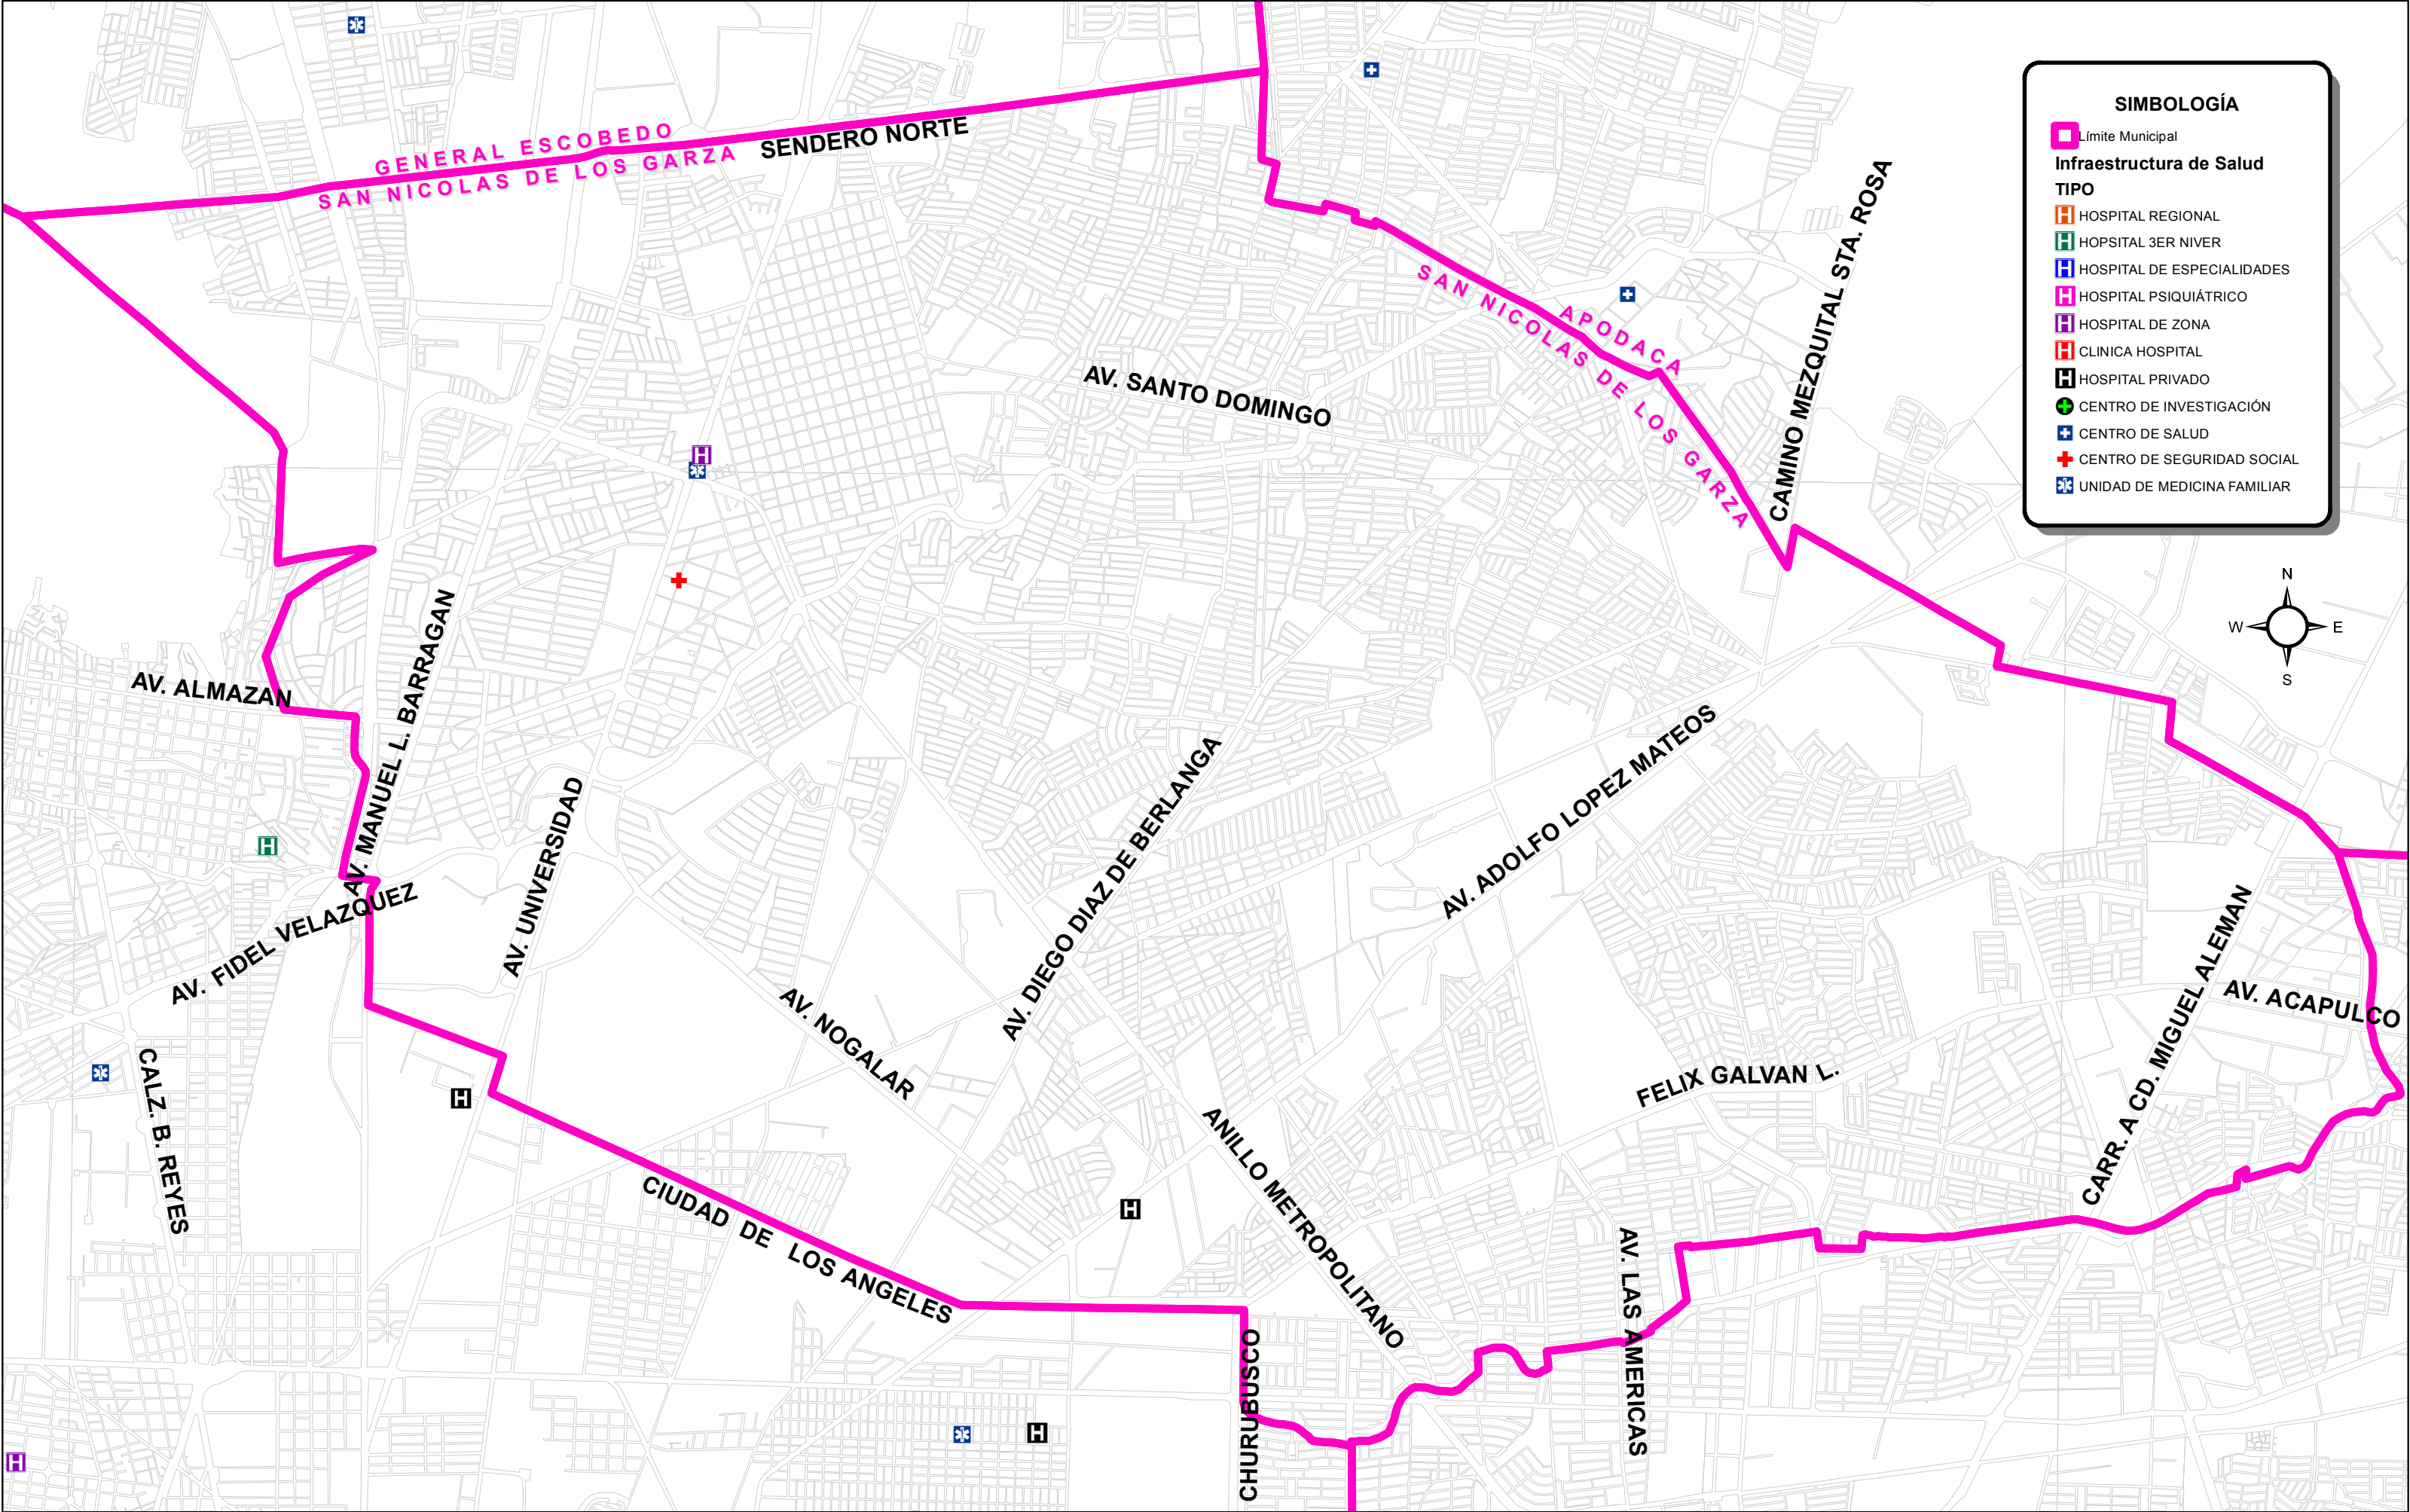 GENERAL ESCOBEDO
SAN NICOLAS DE LOS GARZA
SENDERO NORTE
SIMBOLOGÍA
Límite Municipal
Infraestructura de Salud
TIPO
H HOSPITAL REGIONAL
H HOPSITAL 3ER NIVER
H HOSPITAL DE ESPECIALIDADES
H HOSPITAL PSIQUIÁTRICO
H HOSPITAL DE ZONA
H CLINICA HOSPITAL
H HOSPITAL PRIVADO
CENTRO DE INVESTIGACIÓN
CENTRO DE SALUD
CENTRO DE SEGURIDAD SOCIAL
UNIDAD DE MEDICINA FAMILIAR
CAMINO MEZQUITAL STA. ROSA
APODACA
SAN NICOLAS DE LOS GARZA
AV. SANTO DOMINGO
H
N
W E
S
AV. ALMAZAN
AV. MANUEL L. BARRAGAN
AV. UNIVERSIDAD
AV. DIEGO DIAZ DE BERLANGA
AV. ADOLFO LOPEZ MATEOS
H
AV. FIDEL VELAZQUEZ
AV. NOGALAR
CARR. A CD. MIGUEL ALEMAN
AV. ACAPULCO
CALZ. B. REYES
H
FELIX GALVAN L.
ANILLO METROPOLITANO
CIUDAD DE LOS ANGELES
H
AV. LAS AMERICAS
CHURUBUSCO
H
H